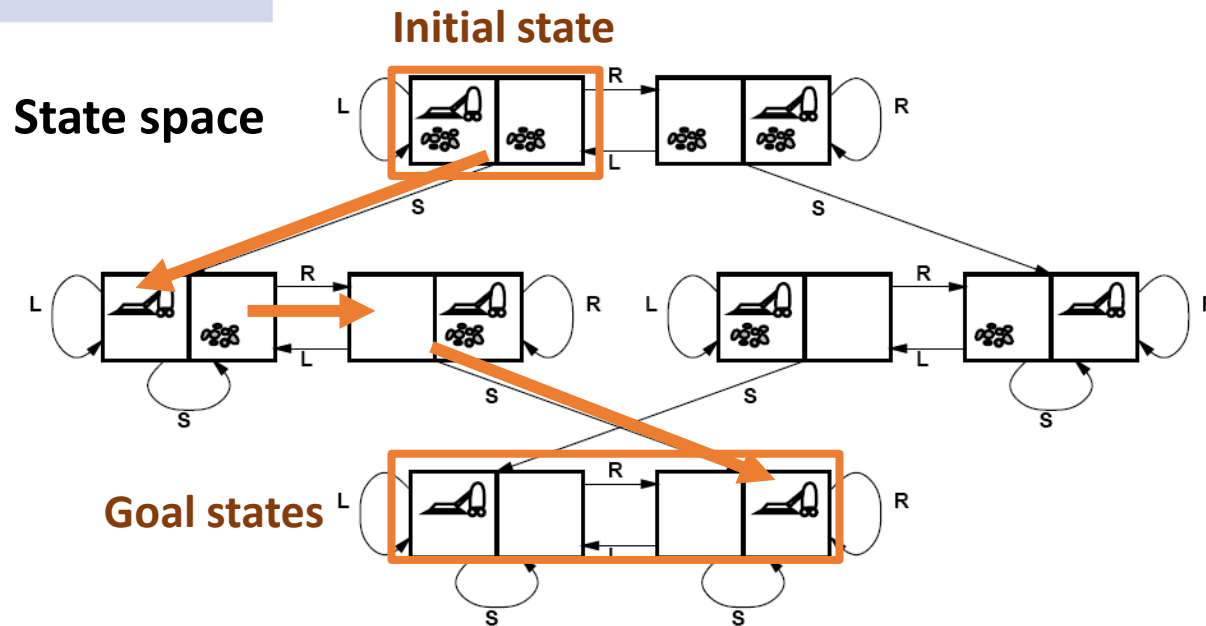 Initial state
State space
L R R
L
S S
L R R L R
L L
S S S S
Goal states
L R R
S S